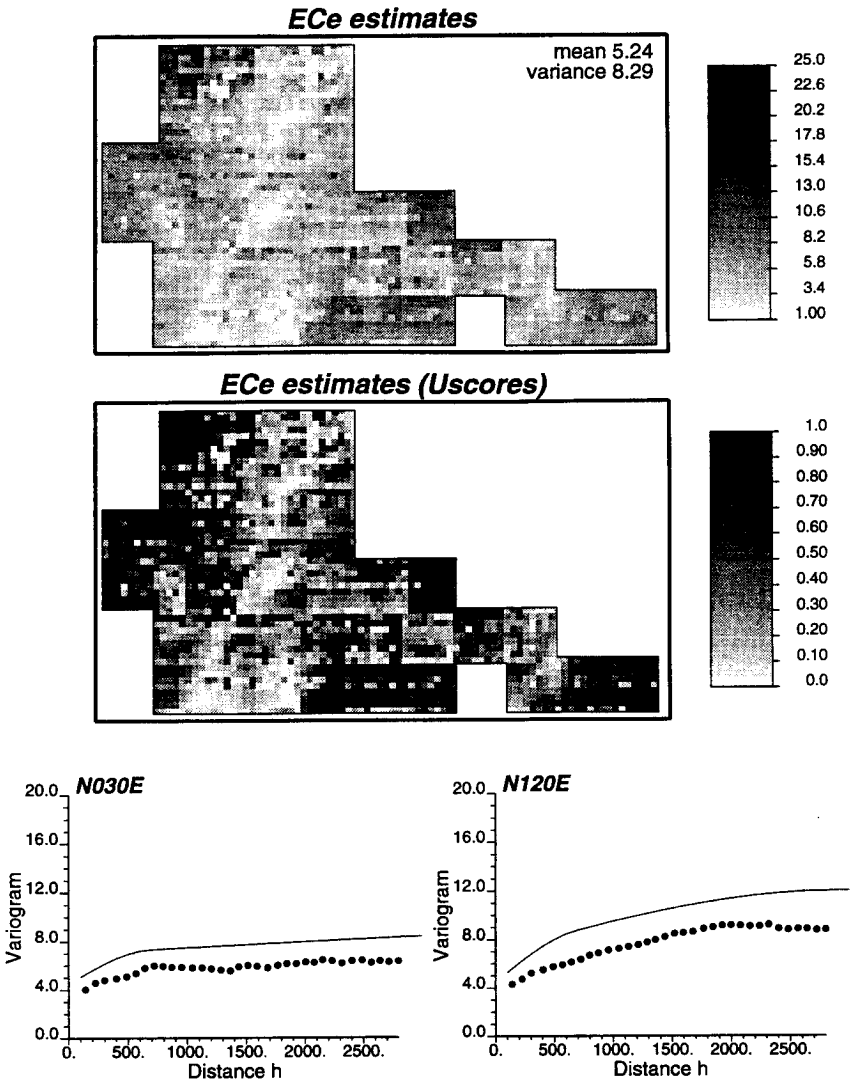 ECe estimates
mean 5.24
variance 8.29
25.0
22.6
20.2
17.8
15.4
13.0
10.6
8.2
5.8
3.4
1.00
ECe estimates (Uscores)
1.0
0.90
0.80
0.70
0.60
0.50
0.40
0.30
0.20
0.10
0.0
N030E
20.0
16.0
12.0
8.0
4.0
0.0
Variogram
0. 500. 1000. 1500. 2000. 2500.
Distance h
N120E
20.0
16.0
12.0
8.0
4.0
0.0
Variogram
0. 500. 1000. 1500. 2000. 2500.
Distance h